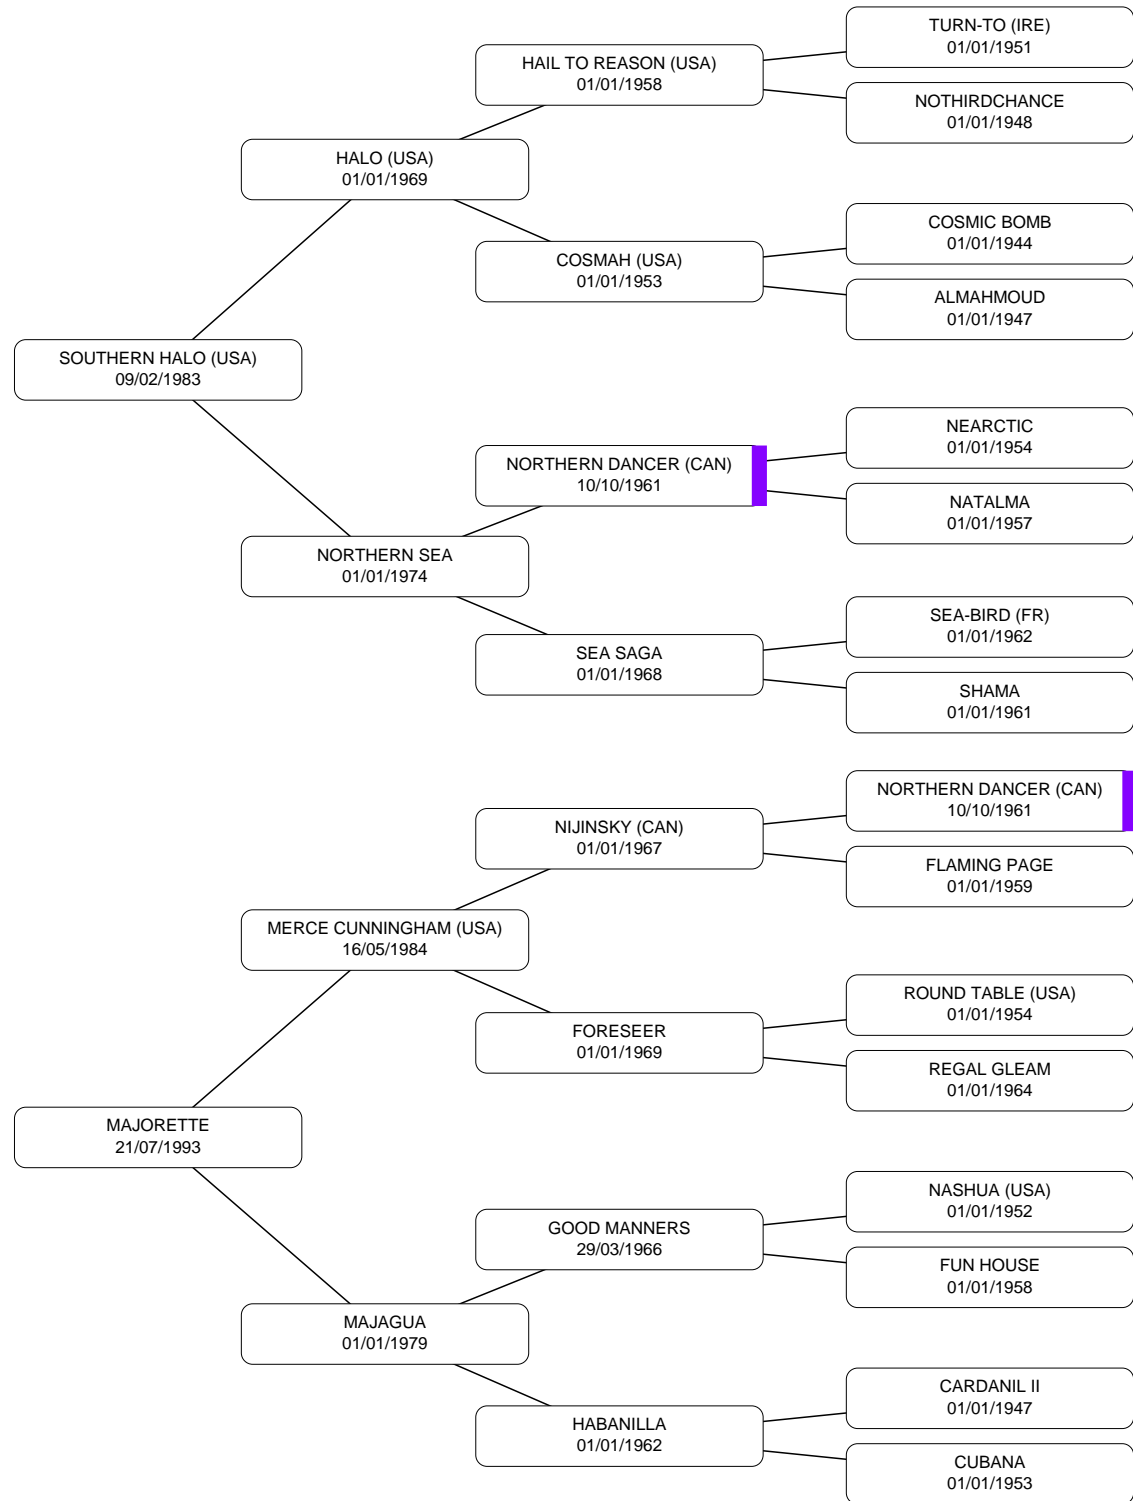 TURN-TO (IRE)
01/01/1951
HAIL TO REASON (USA)
01/01/1958
NOTHIRDCHANCE
01/01/1948
HALO (USA)
01/01/1969
COSMIC BOMB
01/01/1944
COSMAH (USA)
01/01/1953
ALMAHMOUD
01/01/1947
SOUTHERN HALO (USA)
09/02/1983
NEARCTIC
01/01/1954
NORTHERN DANCER (CAN)
10/10/1961
NATALMA
01/01/1957
NORTHERN SEA
01/01/1974
SEA-BIRD (FR)
01/01/1962
SEA SAGA
01/01/1968
SHAMA
01/01/1961
NORTHERN DANCER (CAN)
10/10/1961
NIJINSKY (CAN)
01/01/1967
FLAMING PAGE
01/01/1959
MERCE CUNNINGHAM (USA)
16/05/1984
ROUND TABLE (USA)
01/01/1954
FORESEER
01/01/1969
REGAL GLEAM
01/01/1964
MAJORETTE
21/07/1993
NASHUA (USA)
01/01/1952
GOOD MANNERS
29/03/1966
FUN HOUSE
01/01/1958
MAJAGUA
01/01/1979
CARDANIL II
01/01/1947
HABANILLA
01/01/1962
CUBANA
01/01/1953